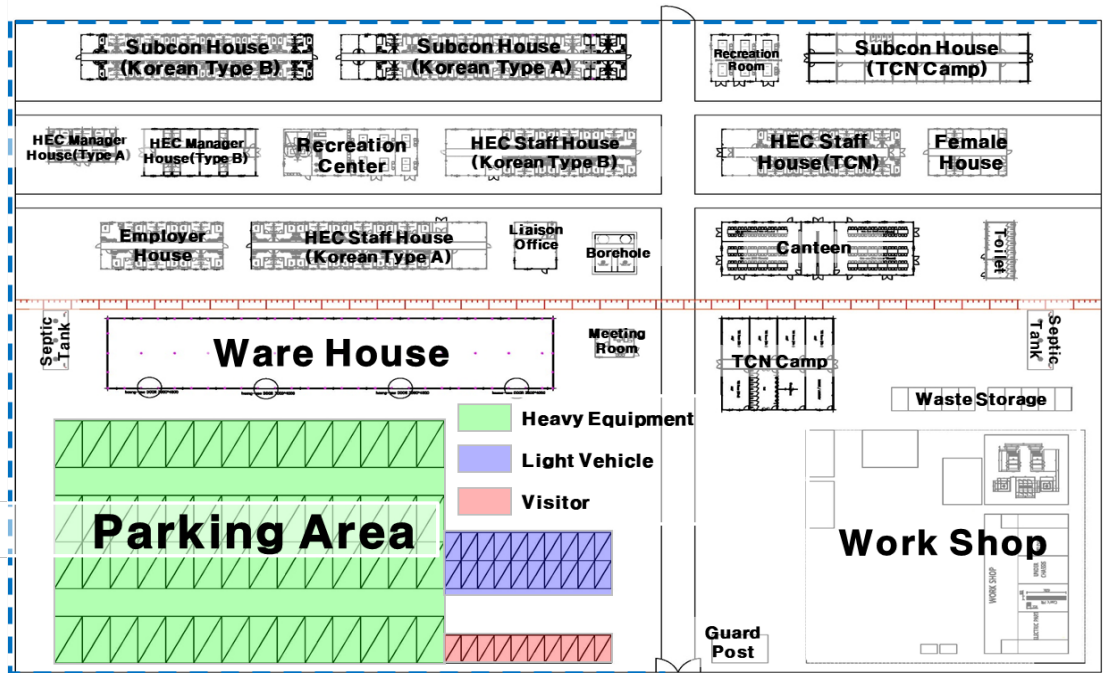 Subcon House
(Korean Type B)
Subcon House
(Korean Type A)
Recreation
Room
Subcon House
(TCN Camp)
HEC Manager
House(Type A)
HEC Manager
House(Type B)
Recreation
Center
HEC Staff House
(Korean Type B)
HEC Staff
House(TCN)
Female
House
Employer
House
HEC Staff House
(Korean Type A)
Liaison
Office
Borehole
Canteen
Toilet
Septic
Tank
Ware House
Meeting
Room
TCN Camp
Septic
Tank
Waste Storage
Heavy Equipment
Light Vehicle
Visitor
Parking Area
Work Shop
WORK SHOP
Guard
Post